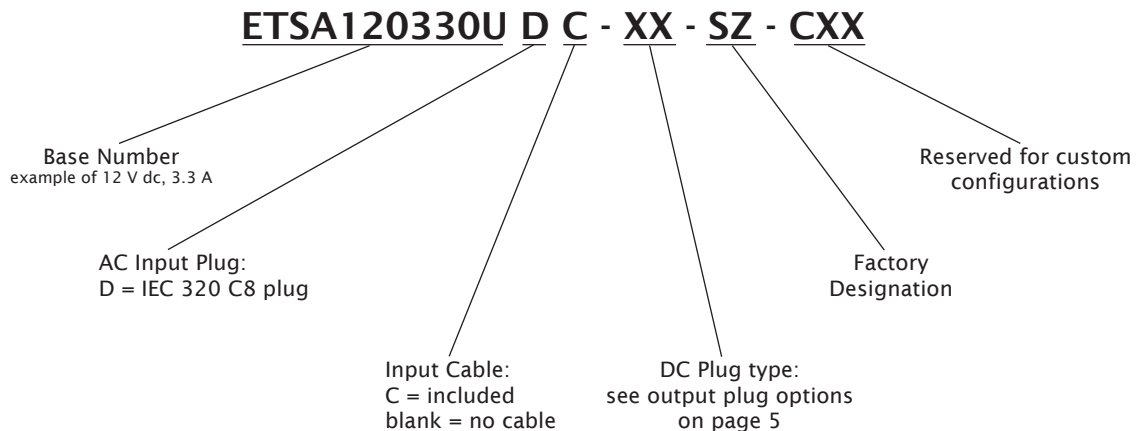 ETSA120330U D C - XX - SZ - CXX
Base Number
example of 12 V dc, 3.3 A
Reserved for custom
configurations
AC Input Plug:
D = IEC 320 C8 plug
Factory
Designation
Input Cable:
C = included
blank = no cable
DC Plug type:
see output plug options
on page 5